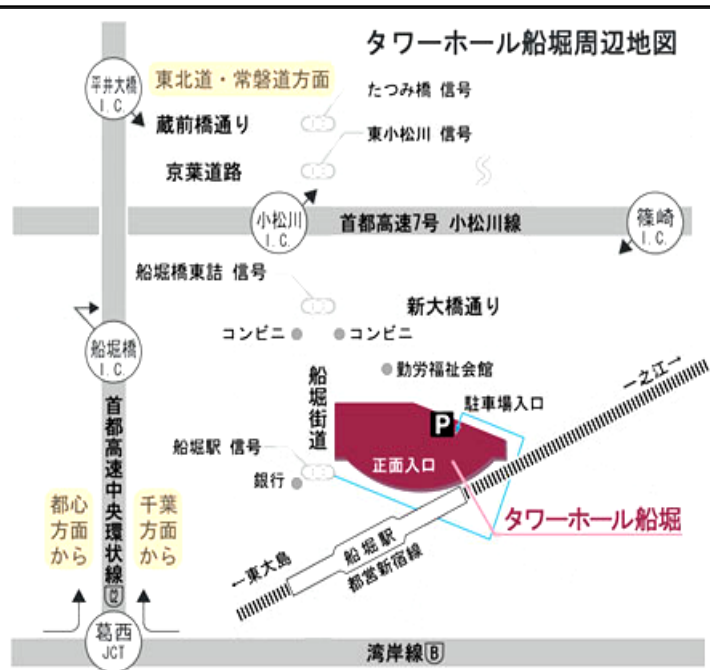 タワーホール船堀周辺地図
平井大橋
I.C.
東北道・常磐道方面
たつみ橋 信号
蔵前橋通り
東小松川 信号
京葉道路
小松川
I.C.
首都高速7号 小松川線
篠崎
I.C.
船堀橋東詰 信号
新大橋通り
コンビニ
コンビニ
船堀橋
I.C.
勤労福祉会館
船堀街道
一之江→
駐車場入口
P
首都高速中央環状線
C2
船堀駅 信号
正面入口
銀行
タワーホール船堀
都心
方面
から
千葉
方面
から
船堀駅
都営新宿線
←東大島
葛西
JCT
湾岸線B